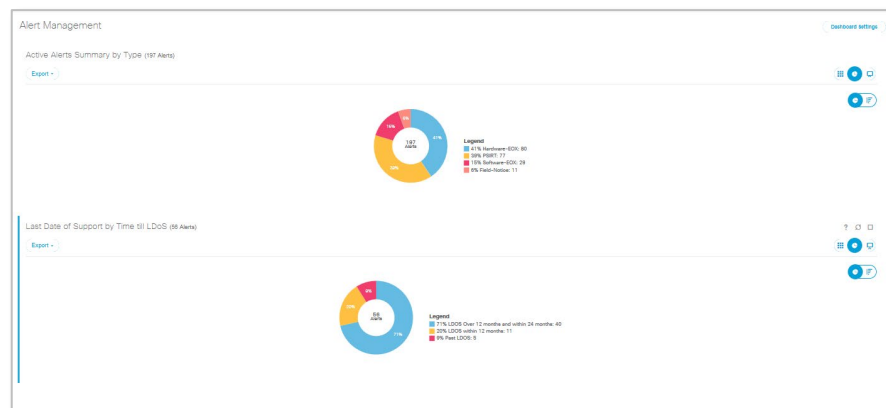 Alert Management
Dashboard Settings
Active Alerts Summary by Type (197 Alerts)
Export
197
Alerts
41%
39%
15%
6%
Legend
41% Hardware-EOX: 80
39% PSIRT: 77
15% Software-EOX: 29
6% Field-Notice: 11
Last Date of Support by Time till LDoS (56 Alerts)
?
Export
56
Alerts
71%
20%
9%
Legend
71% LDOS Over 12 months and within 24 months: 40
20% LDOS within 12 months: 11
9% Past LDOS: 5